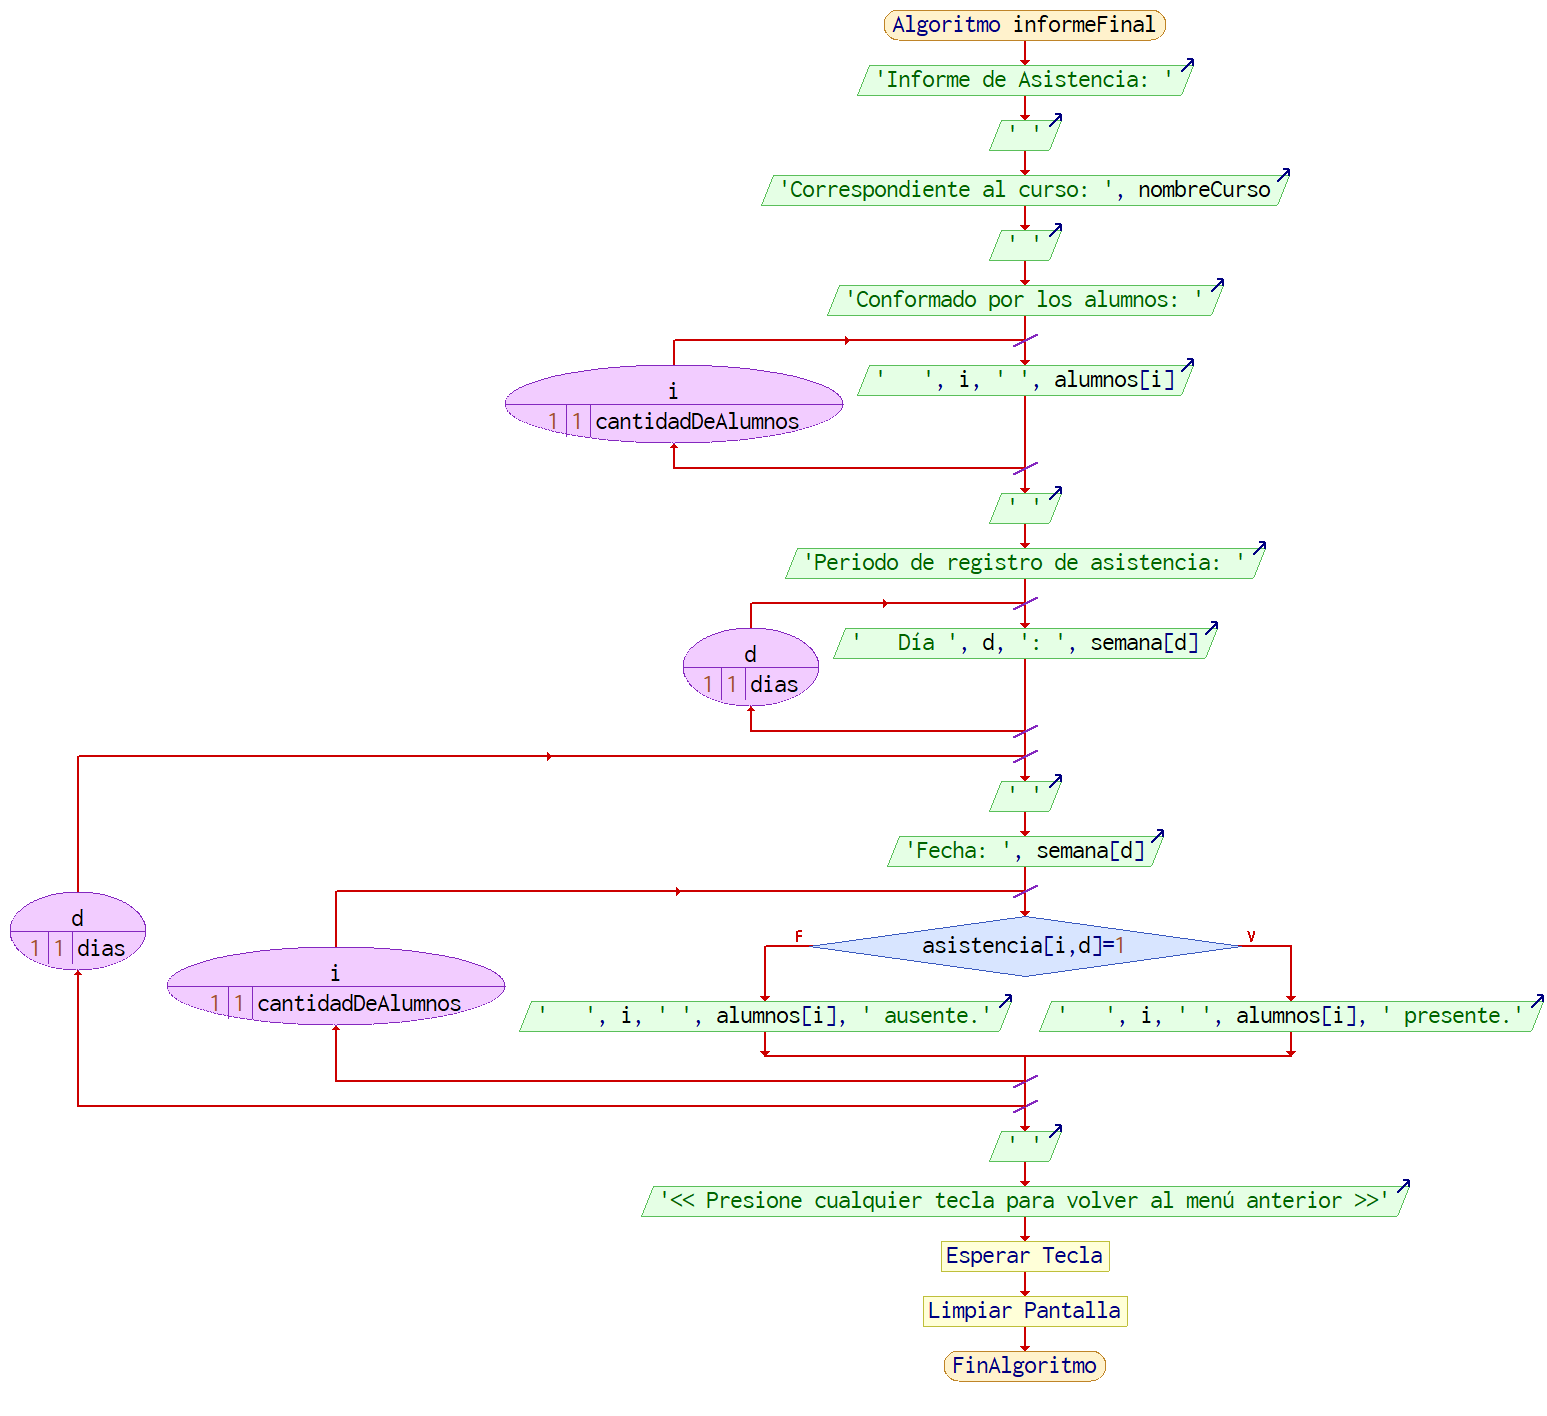 Algoritmo informeFinal
'Informe de Asistencia: '
' '
'Correspondiente al curso: ', nombreCurso
' '
'Conformado por los alumnos: '
i
1 1 cantidadDeAlumnos
'   ', i, ' ', alumnos[i]
' '
'Periodo de registro de asistencia: '
d
1 1 dias
'   Día ', d, ': ', semana[d]
' '
'Fecha: ', semana[d]
d
1 1 dias
i
1 1 cantidadDeAlumnos
F
asistencia[i,d]=1
V
'   ', i, ' ', alumnos[i], ' ausente.'
'   ', i, ' ', alumnos[i], ' presente.'
' '
'<< Presione cualquier tecla para volver al menú anterior >>'
Esperar Tecla
Limpiar Pantalla
FinAlgoritmo